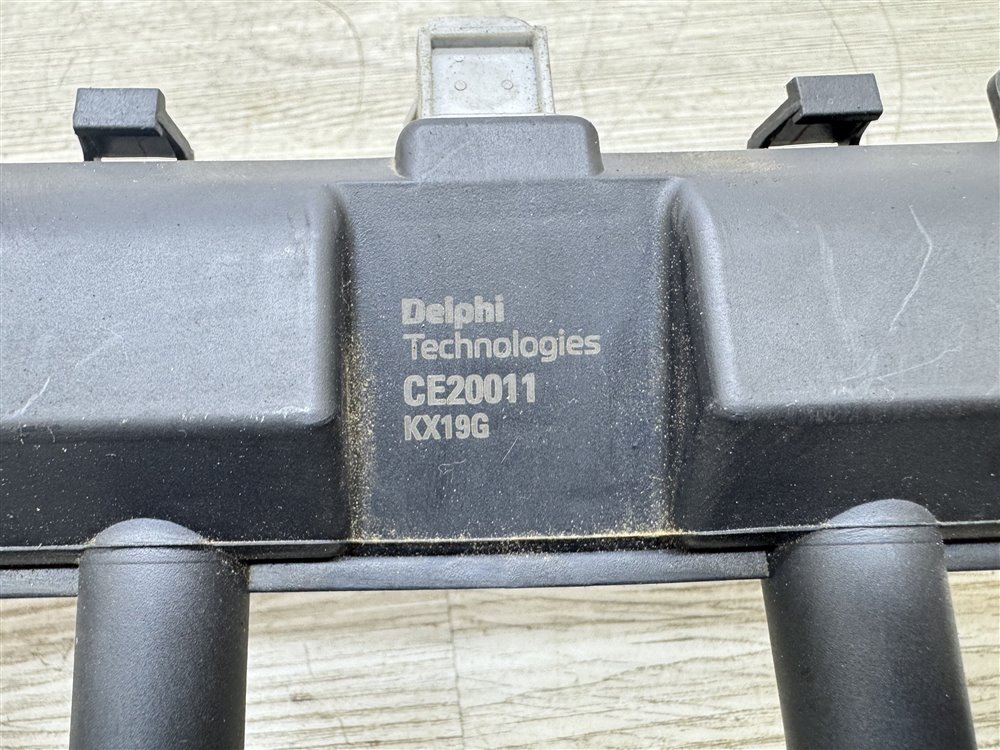 Delphi
Technologies
CE20011
KX19G